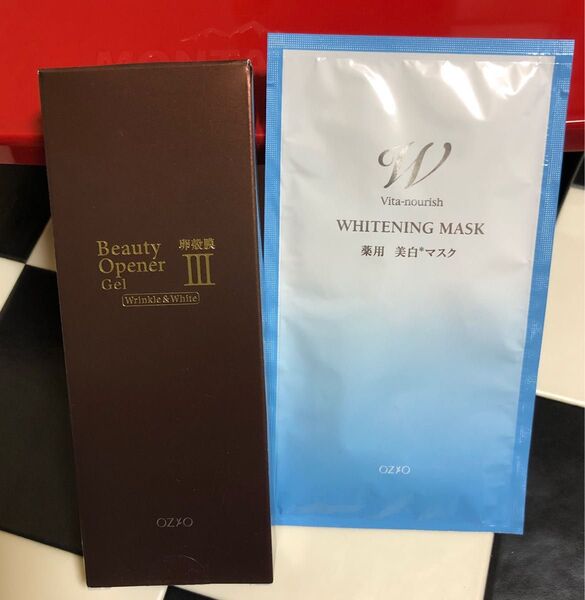 Beauty
Opener
Gel
卵殻膜
III
Wrinkle & White
OZIO
W
Vita-nourish
WHITENING MASK
薬用 美白*マスク
OZIO